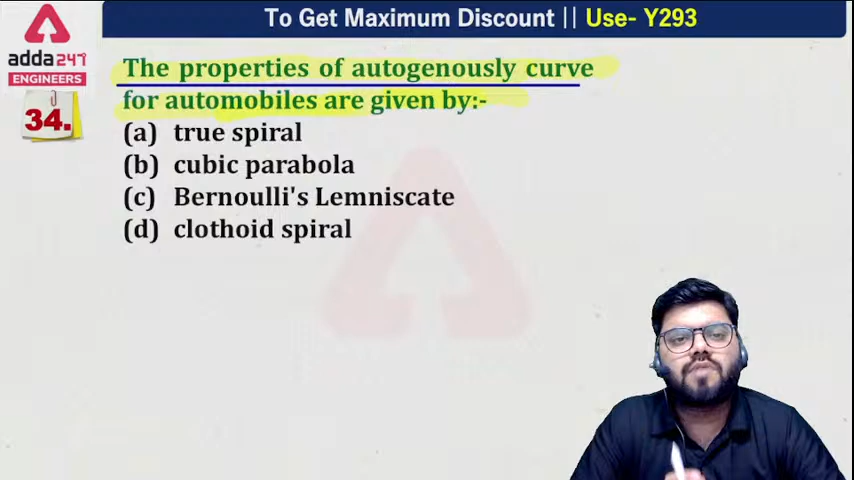 To Get Maximum Discount || Use- Y293
adda247
ENGINEERS
34.
The properties of autogenously curve
for automobiles are given by:-
(a) true spiral
(b) cubic parabola
(c) Bernoulli's Lemniscate
(d) clothoid spiral